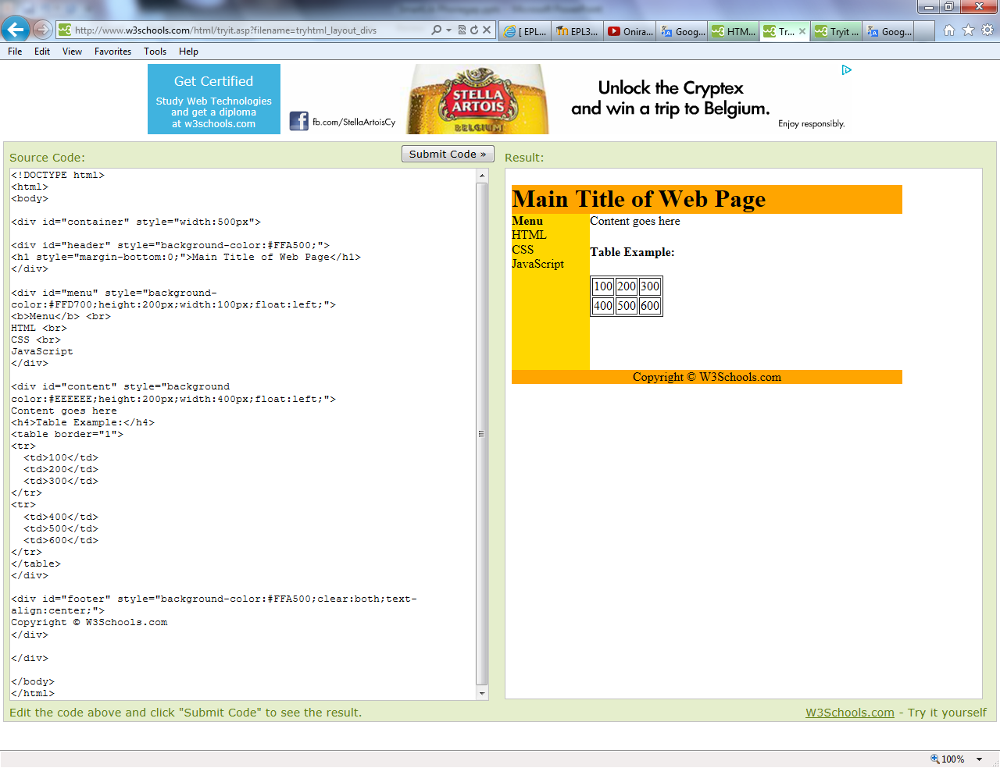 http://www.w3schools.com/html/tryit.asp?filename=tryhtml_layout_divs
[ EPL...
EPL3...
Onira...
Goog...
HTM...
Tr...
Tryit ...
Goog...
File Edit View Favorites Tools Help
Get Certified
Study Web Technologies
and get a diploma
at w3schools.com
fb.com/StellaArtoisCy
STELLA
ARTOIS
BELGIUM
Unlock the Cryptex
and win a trip to Belgium.
Enjoy responsibly.
Source Code:
Submit Code »
<!DOCTYPE html>
<html>
<body>
<div id="container" style="width:500px">
<div id="header" style="background-color:#FFA500;">
<h1 style="margin-bottom:0;">Main Title of Web Page</h1>
</div>
<div id="menu" style="background-
color:#FFD700;height:200px;width:100px;float:left;">
<b>Menu</b> <br>
HTML <br>
CSS <br>
JavaScript
</div>
<div id="content" style="background
color:#EEEEEE;height:200px;width:400px;float:left;">
Content goes here
<h4>Table Example:</h4>
<table border="1">
<tr>
<td>100</td>
<td>200</td>
<td>300</td>
</tr>
<tr>
<td>400</td>
<td>500</td>
<td>600</td>
</tr>
</table>
</div>
<div id="footer" style="background-color:#FFA500;clear:both;text-
align:center;">
Copyright © W3Schools.com
</div>
</div>
</body>
</html>
Edit the code above and click "Submit Code" to see the result.
Result:
Main Title of Web Page
Menu
HTML
CSS
JavaScript
Content goes here
Table Example:
100 200 300
400 500 600
Copyright © W3Schools.com
W3Schools.com - Try it yourself
100%